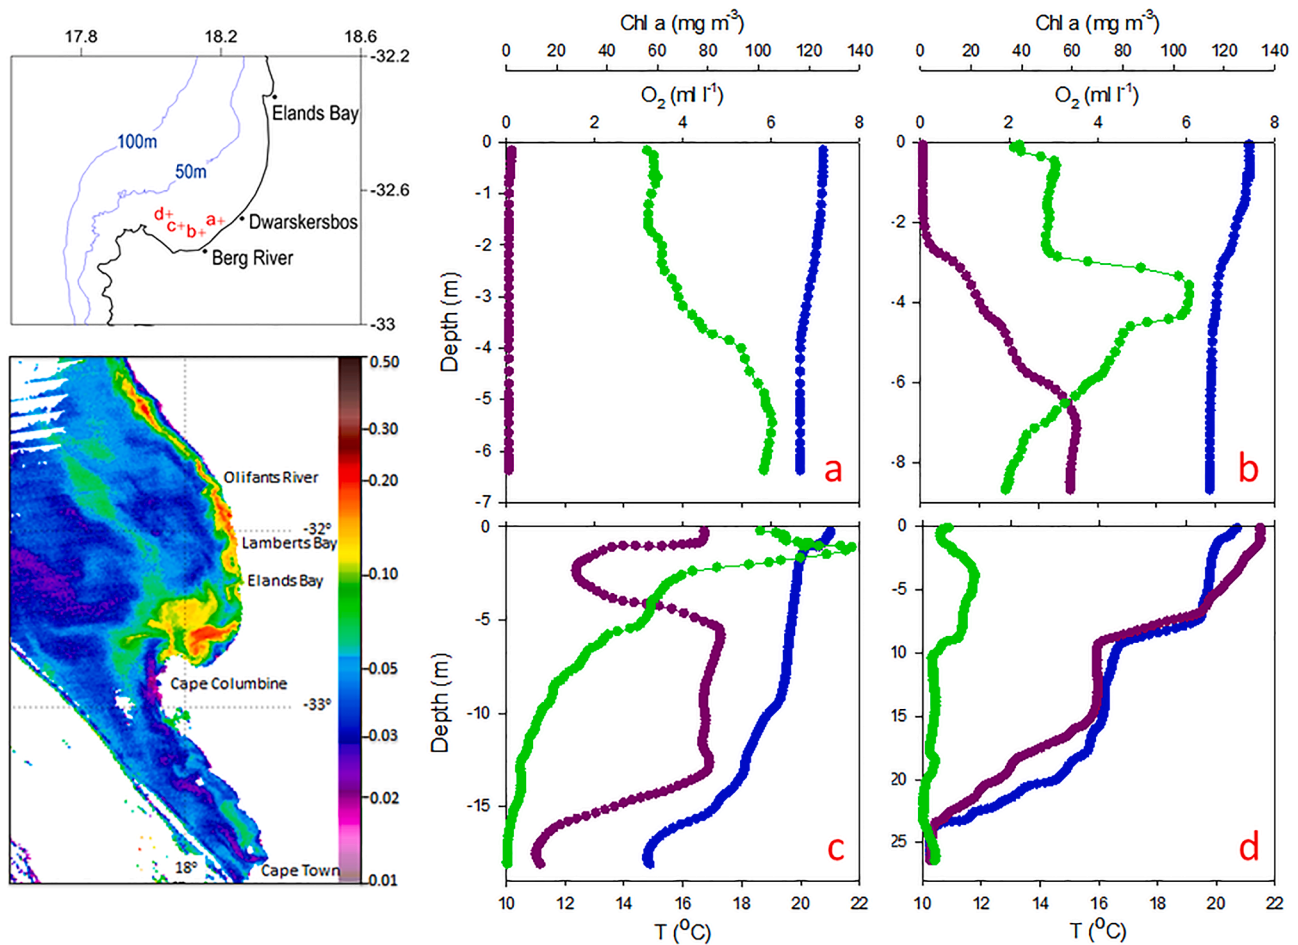 17.8 18.2 18.6
-32.2
Elands Bay
100m
50m
-32.6
d+
c+
b+
a+
Dwarskersbos
Berg River
-33
0.50
0.30
0.20
0.10
0.05
0.03
0.02
0.01
Olifants River
-32°
Lamberts Bay
Elands Bay
Cape Columbine
-33°
18°
Cape Town
Chl a (mg m-3)
0 20 40 60 80 100 120 140
O2 (ml l-1)
0 2 4 6 8
Depth (m)
0
-1
-2
-3
-4
-5
-6
-7
a
Chl a (mg m-3)
0 20 40 60 80 100 120 140
O2 (ml l-1)
0 2 4 6 8
0
-2
-4
-6
-8
b
Depth (m)
0
-5
-10
-15
c
10 12 14 16 18 20 22
T (oC)
0
-5
10
15
20
25
d
10 12 14 16 18 20 22
T (oC)